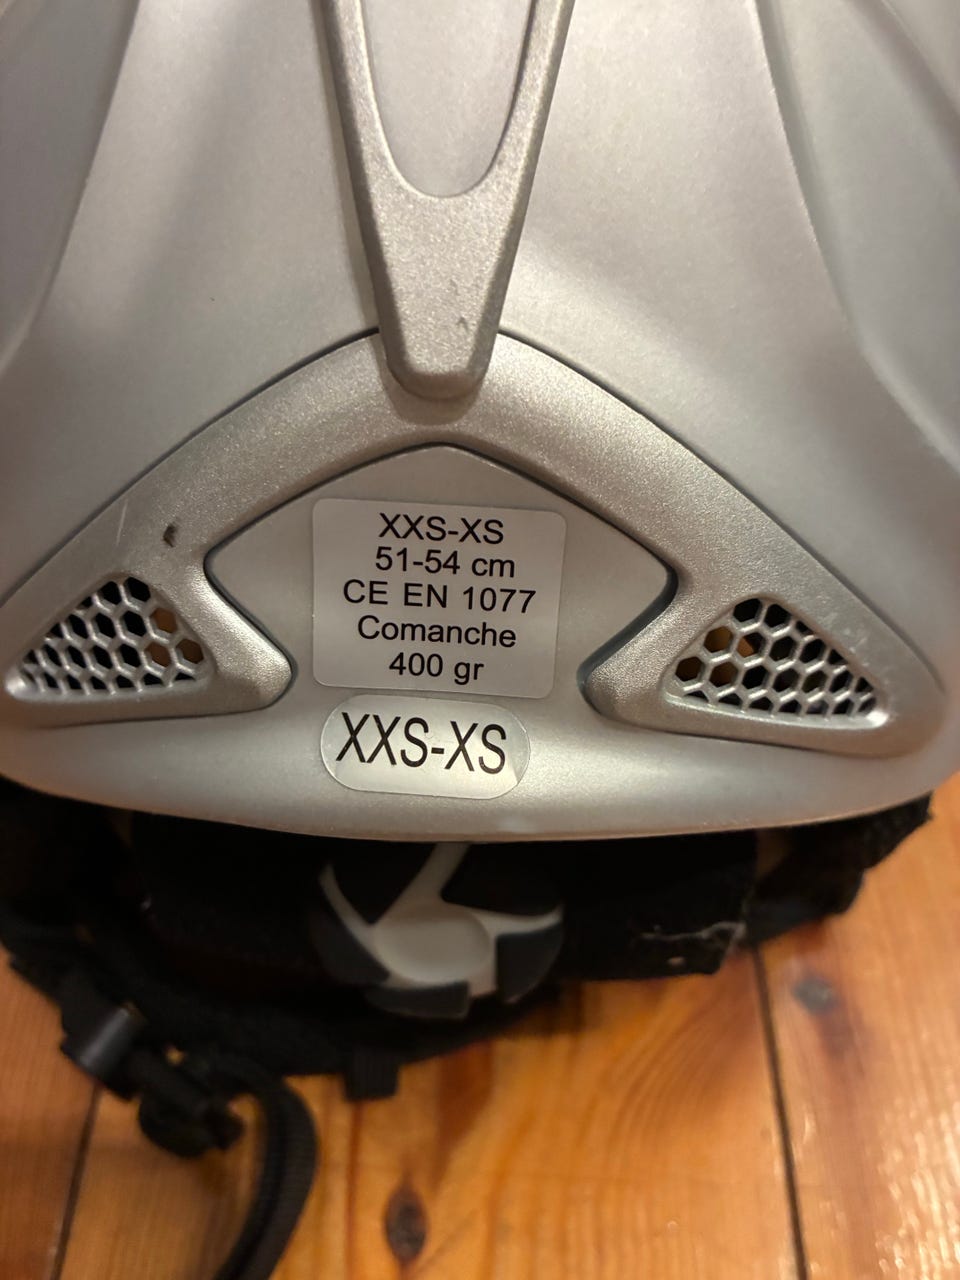 XXS-XS
51-54 cm
CE EN 1077
Comanche
400 gr
XXS-XS